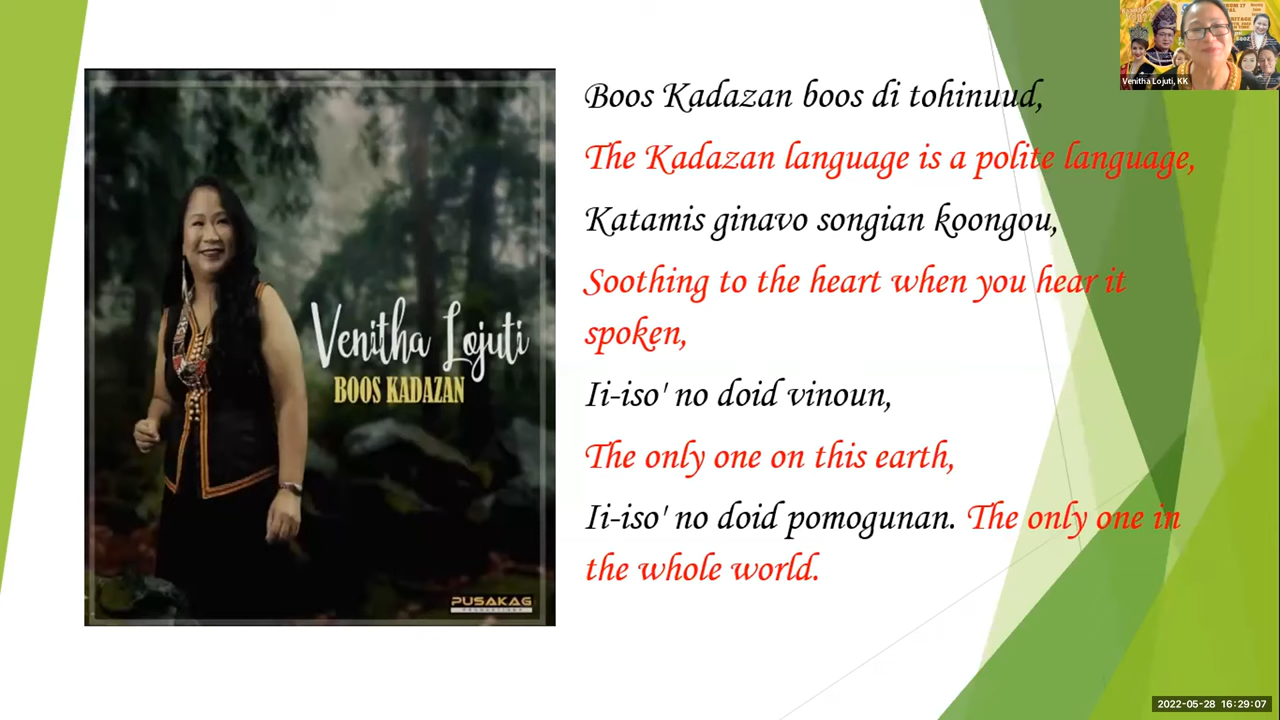 Boos Kadazan boos di tohinuud,
The Kadazan language is a polite language,
Katamis ginavo songian koongou,
Soothing to the heart when you hear it
spoken,
Ii-iso' no doid vinoun,
The only one on this earth,
Ii-iso' no doid pomogunan. The only one in
the whole world.
Venitha Lojuti
BOOS KADAZAN
PUSAKAG
Venitha Lojuti, KK
2022-05-28 16:29:07